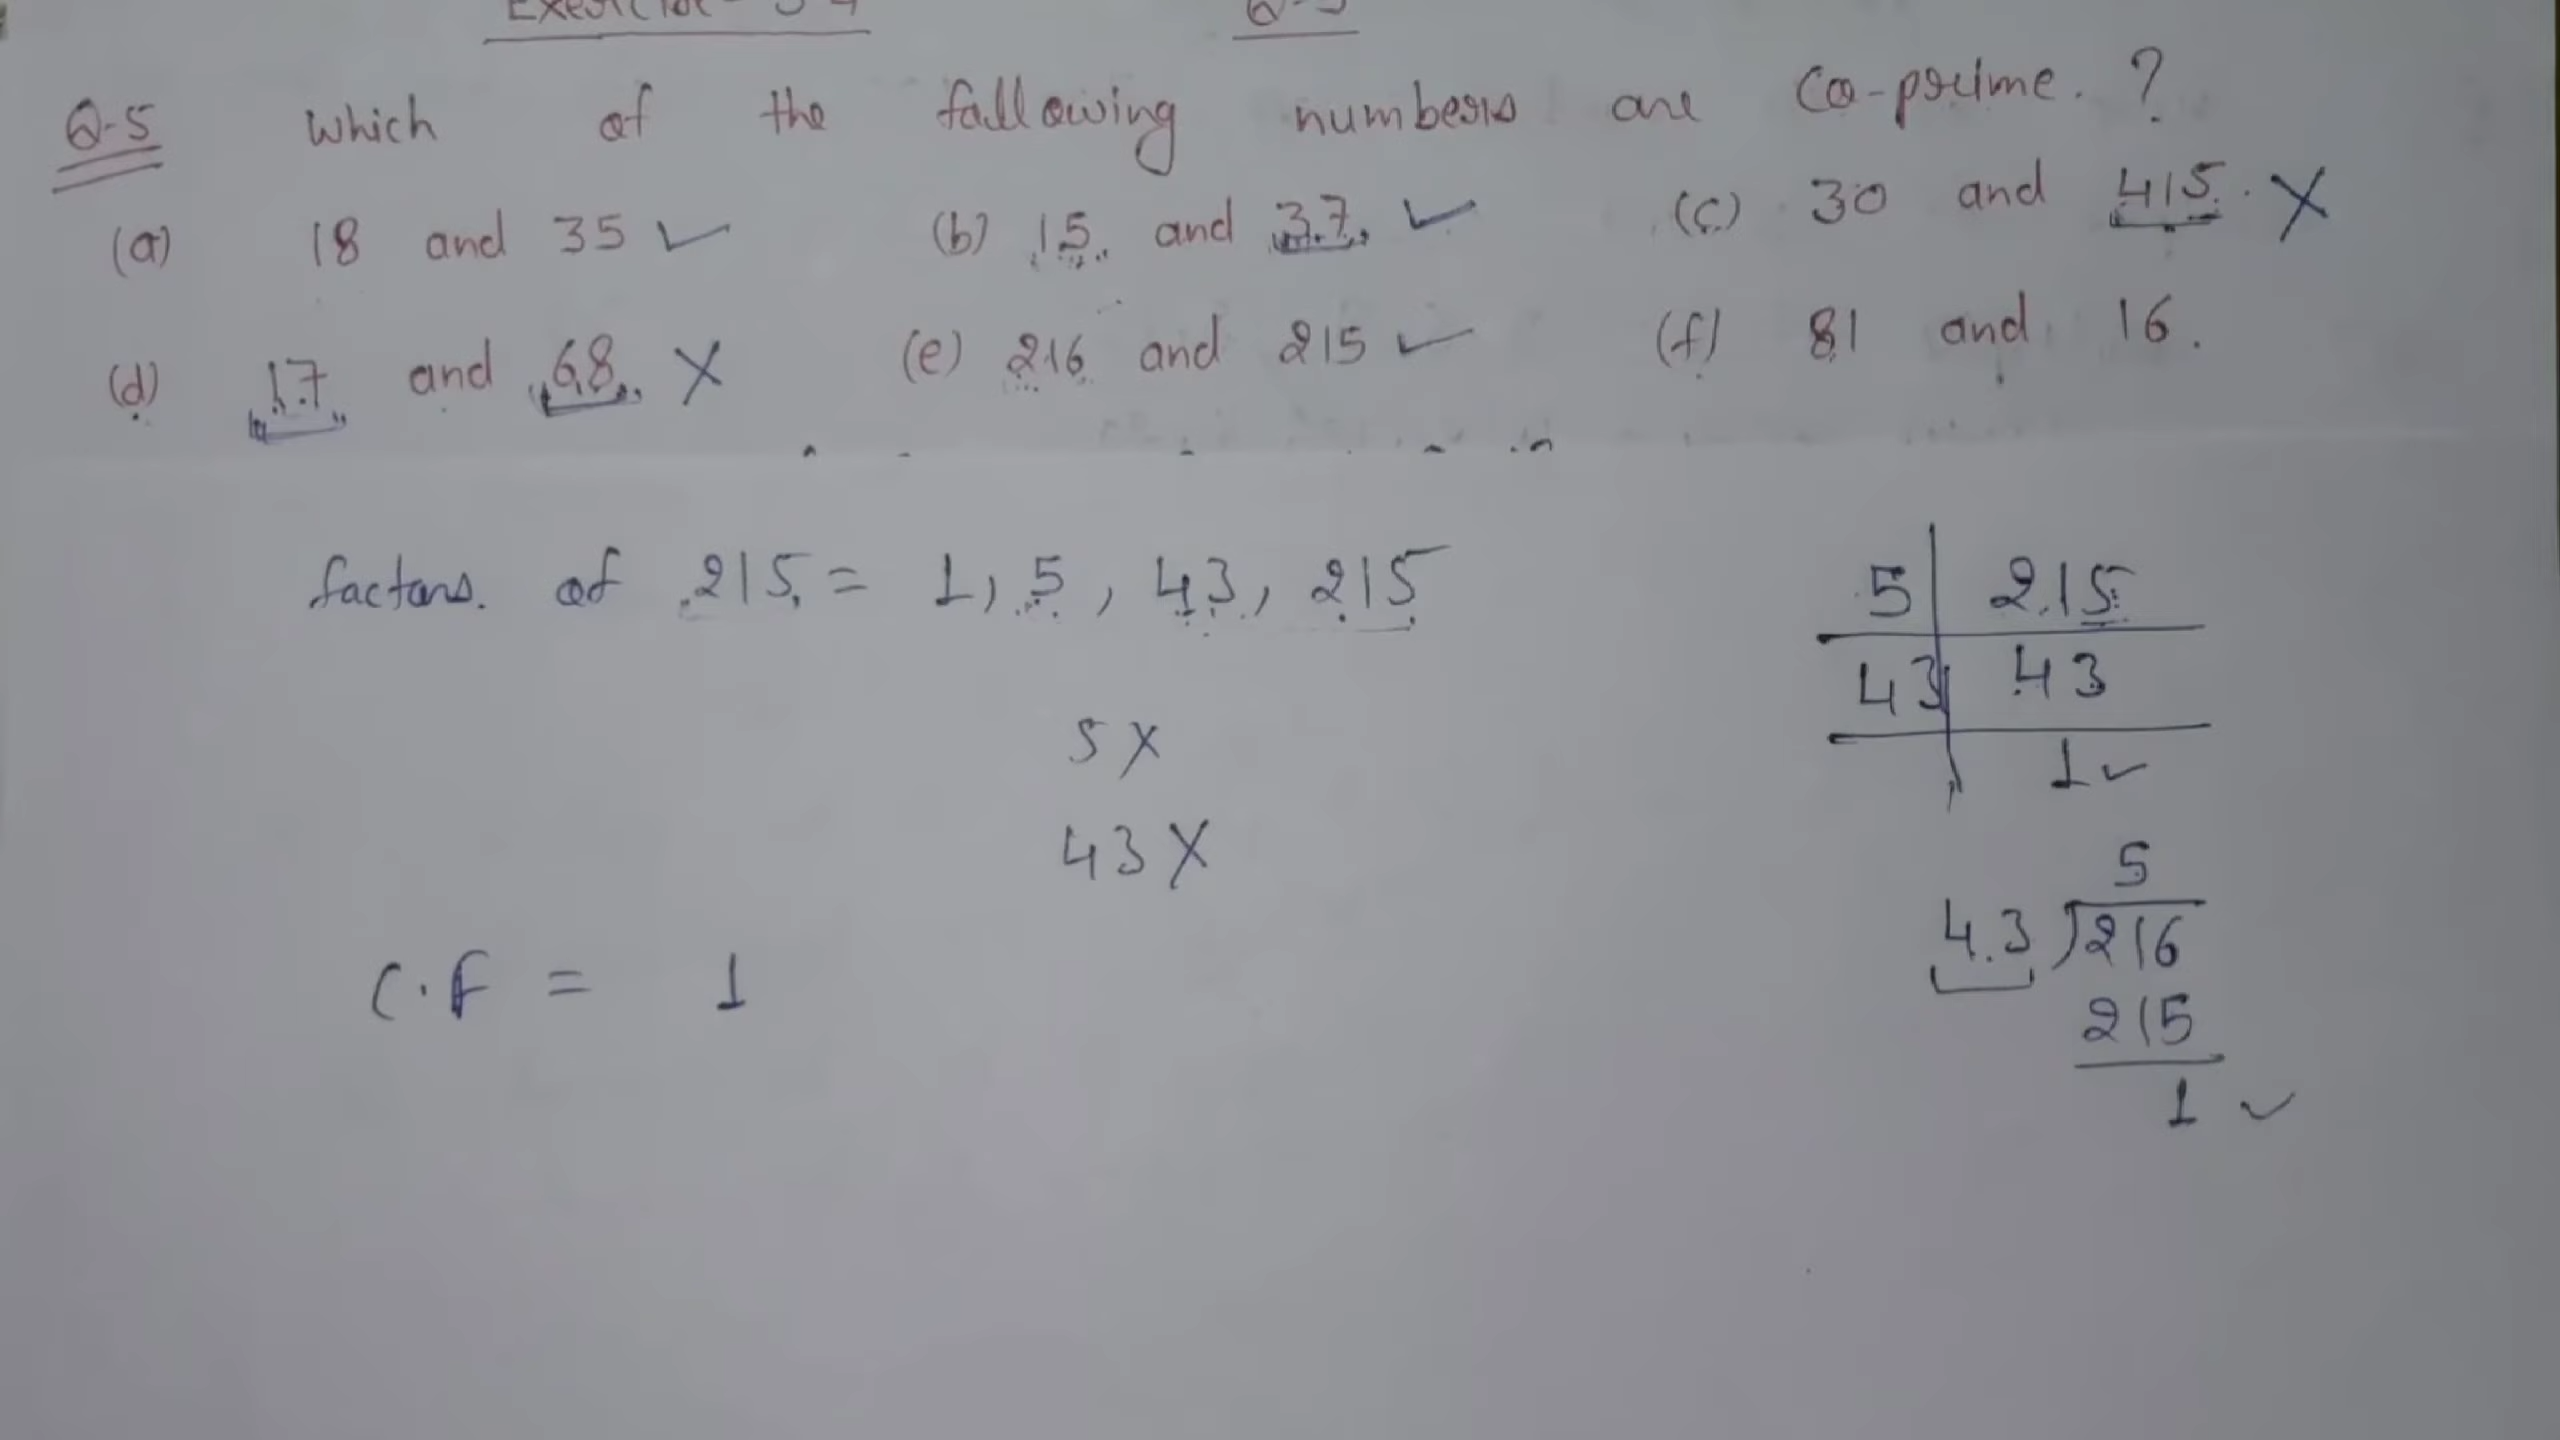 Q-5 Which of the fallowing numbers are Co-prime. ?
(a) 18 and 35 ✓ (b) 15 and 37 ✓ (c) 30 and 415. X
(d) 17 and 68 X (e) 216 and 215 ✓ (f) 81 and 16.
factors. of 215 = 1, 5, 43, 215
5 X
43 X
C.F = 1
5 | 215
43 | 43
1 ✓
5
43 ) 216
215
1 ✓